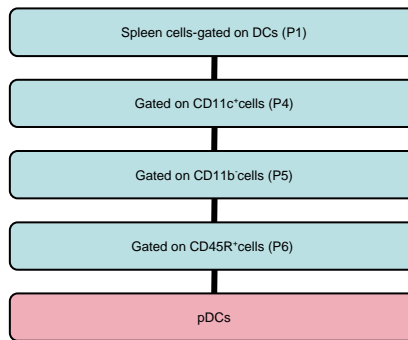 Spleen cells-gated on DCs (P1)
Gated on CD11c⁺cells (P4)
Gated on CD11b⁻cells (P5)
Gated on CD45R⁺cells (P6)
pDCs